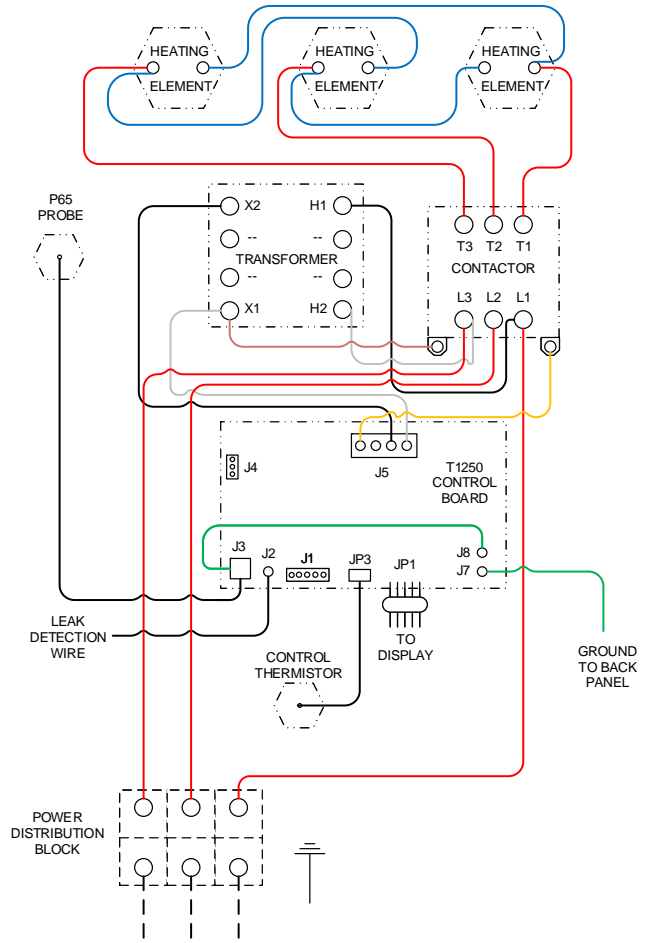 HEATING
ELEMENT
HEATING
ELEMENT
HEATING
ELEMENT
P65
PROBE
X2
H1
--
--
TRANSFORMER
--
--
X1
H2
T3
T2
T1
CONTACTOR
L3
L2
L1
J5
J4
T1250
CONTROL
BOARD
J3
J2
J1
JP3
JP1
J8
J7
LEAK
DETECTION
WIRE
TO
DISPLAY
CONTROL
THERMISTOR
GROUND
TO BACK
PANEL
POWER
DISTRIBUTION
BLOCK